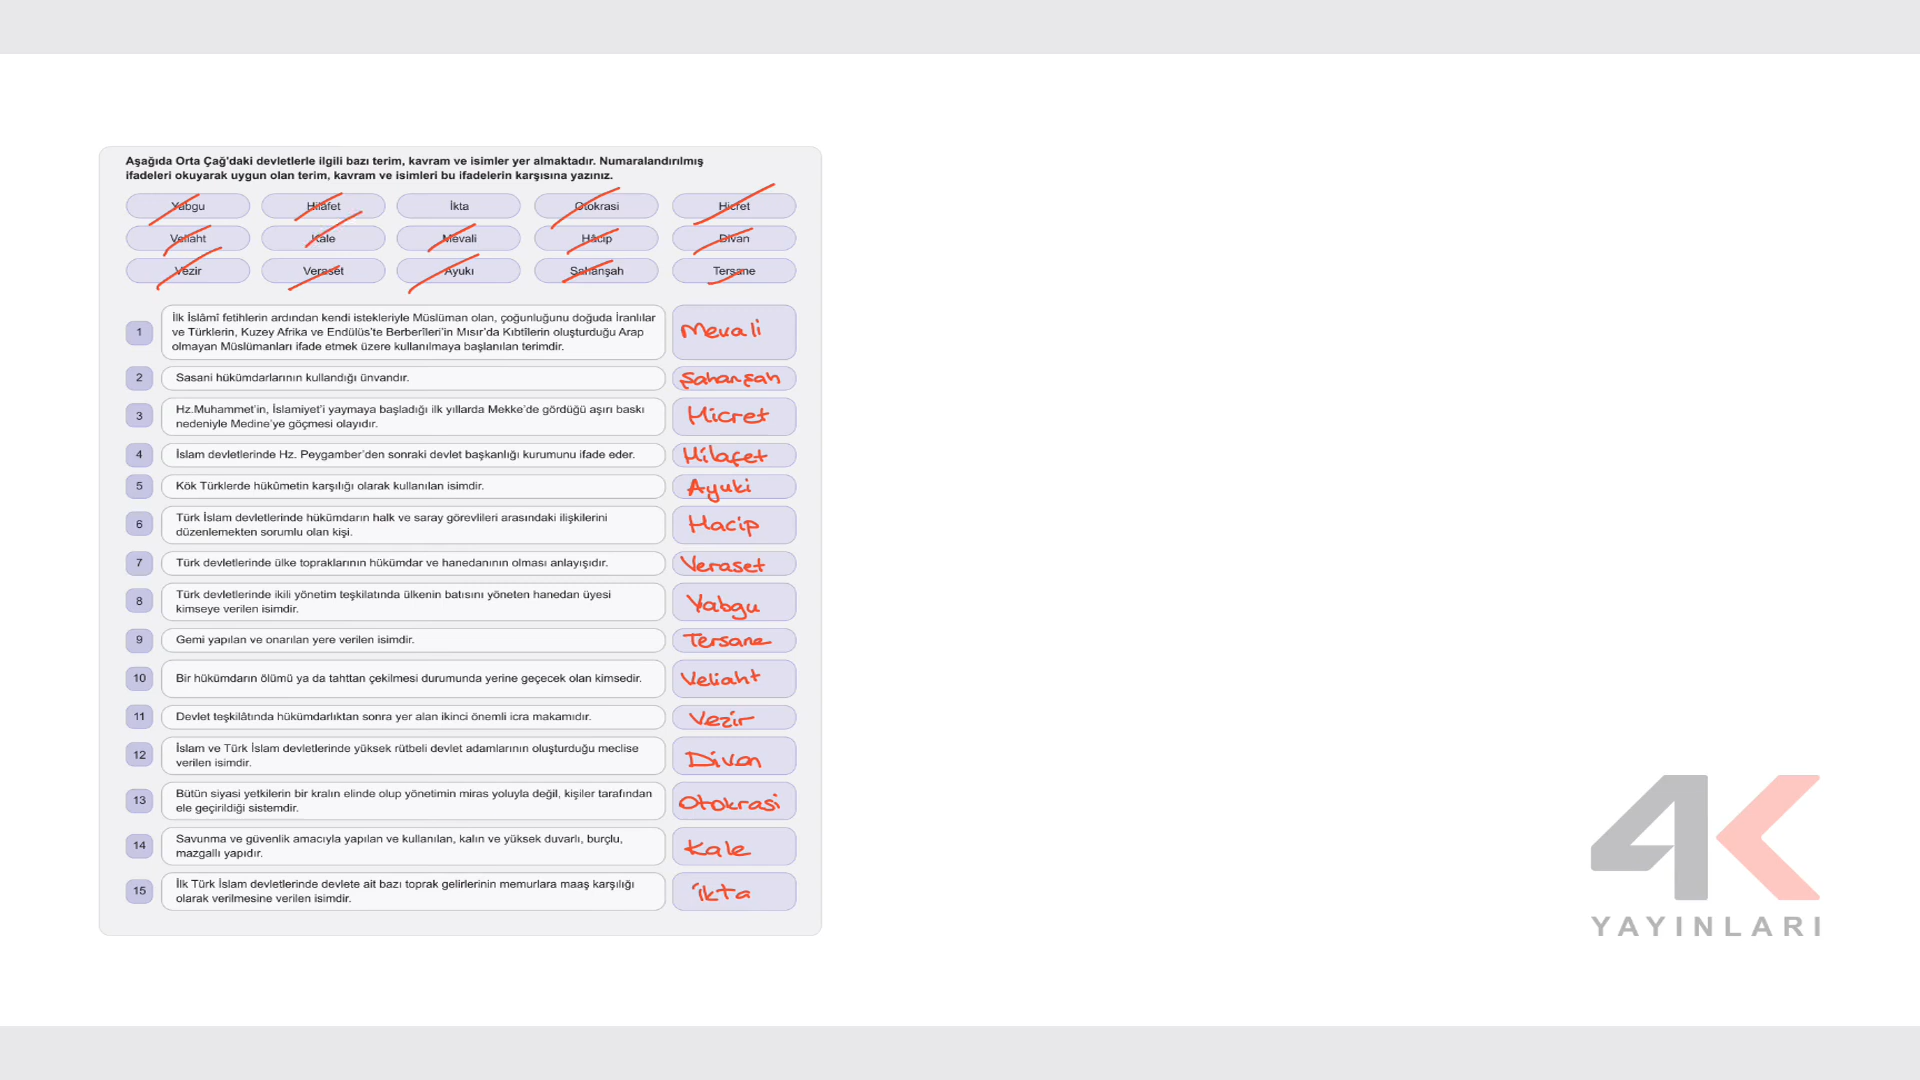 Aşağıda Orta Çağ'daki devletlerle ilgili bazı terim, kavram ve isimler yer almaktadır. Numaralandırılmış
ifadeleri okuyarak uygun olan terim, kavram ve isimleri bu ifadelerin karşısına yazınız.
Yabgu Hilafet İkta Otokrasi Hicret
Veliaht Kale Mevali Hâcip Divan
Vezir Veraset Ayukı Şahanşah Tersane
1 İlk İslâmî fetihlerin ardından kendi istekleriyle Müslüman olan, çoğunluğunu doğuda İranlılar
ve Türklerin, Kuzey Afrika ve Endülüs'te Berberîleri'in Mısır'da Kıbtîlerin oluşturduğu Arap
olmayan Müslümanları ifade etmek üzere kullanılmaya başlanılan terimdir.
Mevali
2 Sasani hükümdarlarının kullandığı ünvandır. Şahanşah
3 Hz.Muhammet'in, İslamiyet'i yaymaya başladığı ilk yıllarda Mekke'de gördüğü aşırı baskı
nedeniyle Medine'ye göçmesi olayıdır.
Hicret
4 İslam devletlerinde Hz. Peygamber'den sonraki devlet başkanlığı kurumunu ifade eder. Hilafet
5 Kök Türklerde hükûmetin karşılığı olarak kullanılan isimdir. Ayuki
6 Türk İslam devletlerinde hükümdarın halk ve saray görevlileri arasındaki ilişkilerini
düzenlemekten sorumlu olan kişi.
Hacip
7 Türk devletlerinde ülke topraklarının hükümdar ve hanedanının olması anlayışıdır. Veraset
8 Türk devletlerinde ikili yönetim teşkilatında ülkenin batısını yöneten hanedan üyesi
kimseye verilen isimdir.
Yabgu
9 Gemi yapılan ve onarılan yere verilen isimdir. Tersane
10 Bir hükümdarın ölümü ya da tahttan çekilmesi durumunda yerine geçecek olan kimsedir. Veliaht
11 Devlet teşkilâtında hükümdarlıktan sonra yer alan ikinci önemli icra makamıdır. Vezir
12 İslam ve Türk İslam devletlerinde yüksek rütbeli devlet adamlarının oluşturduğu meclise
verilen isimdir.
Divan
13 Bütün siyasi yetkilerin bir kralın elinde olup yönetimin miras yoluyla değil, kişiler tarafından
ele geçirildiği sistemdir.
Otokrasi
14 Savunma ve güvenlik amacıyla yapılan ve kullanılan, kalın ve yüksek duvarlı, burçlu,
mazgallı yapıdır.
Kale
15 İlk Türk İslam devletlerinde devlete ait bazı toprak gelirlerinin memurlara maaş karşılığı
olarak verilmesine verilen isimdir.
ikta
4K
YAYINLARI